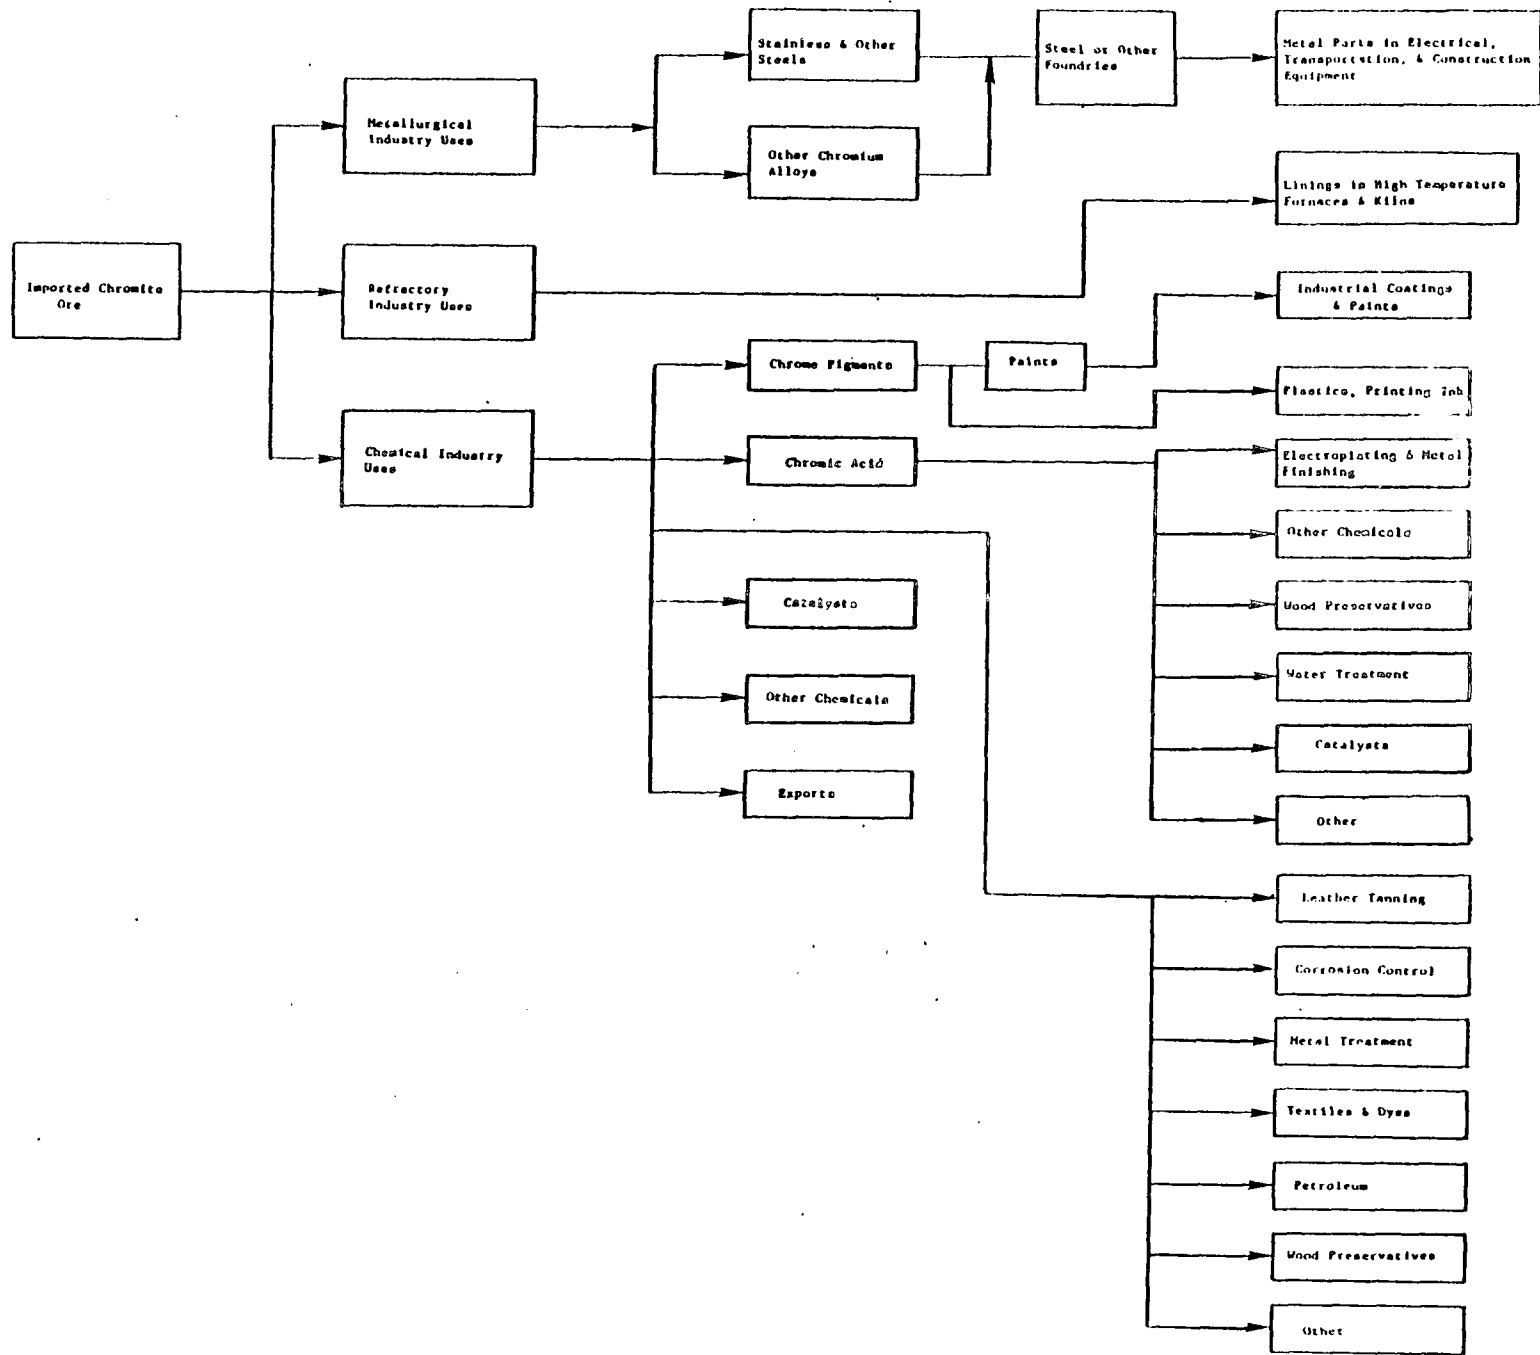 Imported Chromite
Ore
Metallurgical
Industry Uses
Refractory
Industry Uses
Chemical Industry
Uses
Stainless & Other
Steels
Other Chromium
Alloys
Steel or Other
Foundries
Metal Parts in Electrical,
Transportation, & Construction
Equipment
Linings in High Temperature
Furnaces & Kilns
Chrome Pigments
Paints
Industrial Coatings
& Paints
Plastics, Printing Ink
Chromic Acid
Electroplating & Metal
Finishing
Other Chemicals
Wood Preservatives
Water Treatment
Catalysts
Other
Catalysts
Other Chemicals
Exports
Leather Tanning
Corrosion Control
Metal Treatment
Textiles & Dyes
Petroleum
Wood Preservatives
Other